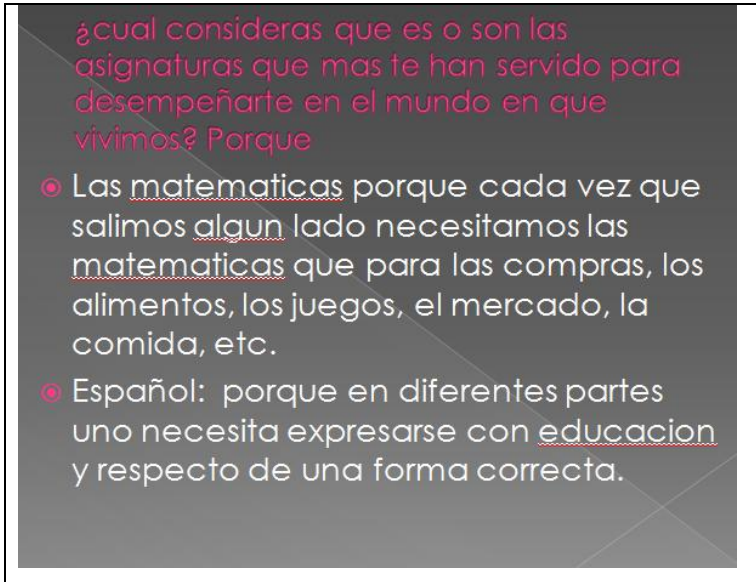 ¿cual consideras que es o son las
asignaturas que mas te han servido para
desempeñarte en el mundo en que
vivimos? Porque
Las matematicas porque cada vez que
salimos algun lado necesitamos las
matematicas que para las compras, los
alimentos, los juegos, el mercado, la
comida, etc.
Español: porque en diferentes partes
uno necesita expresarse con educacion
y respeto de una forma correcta.